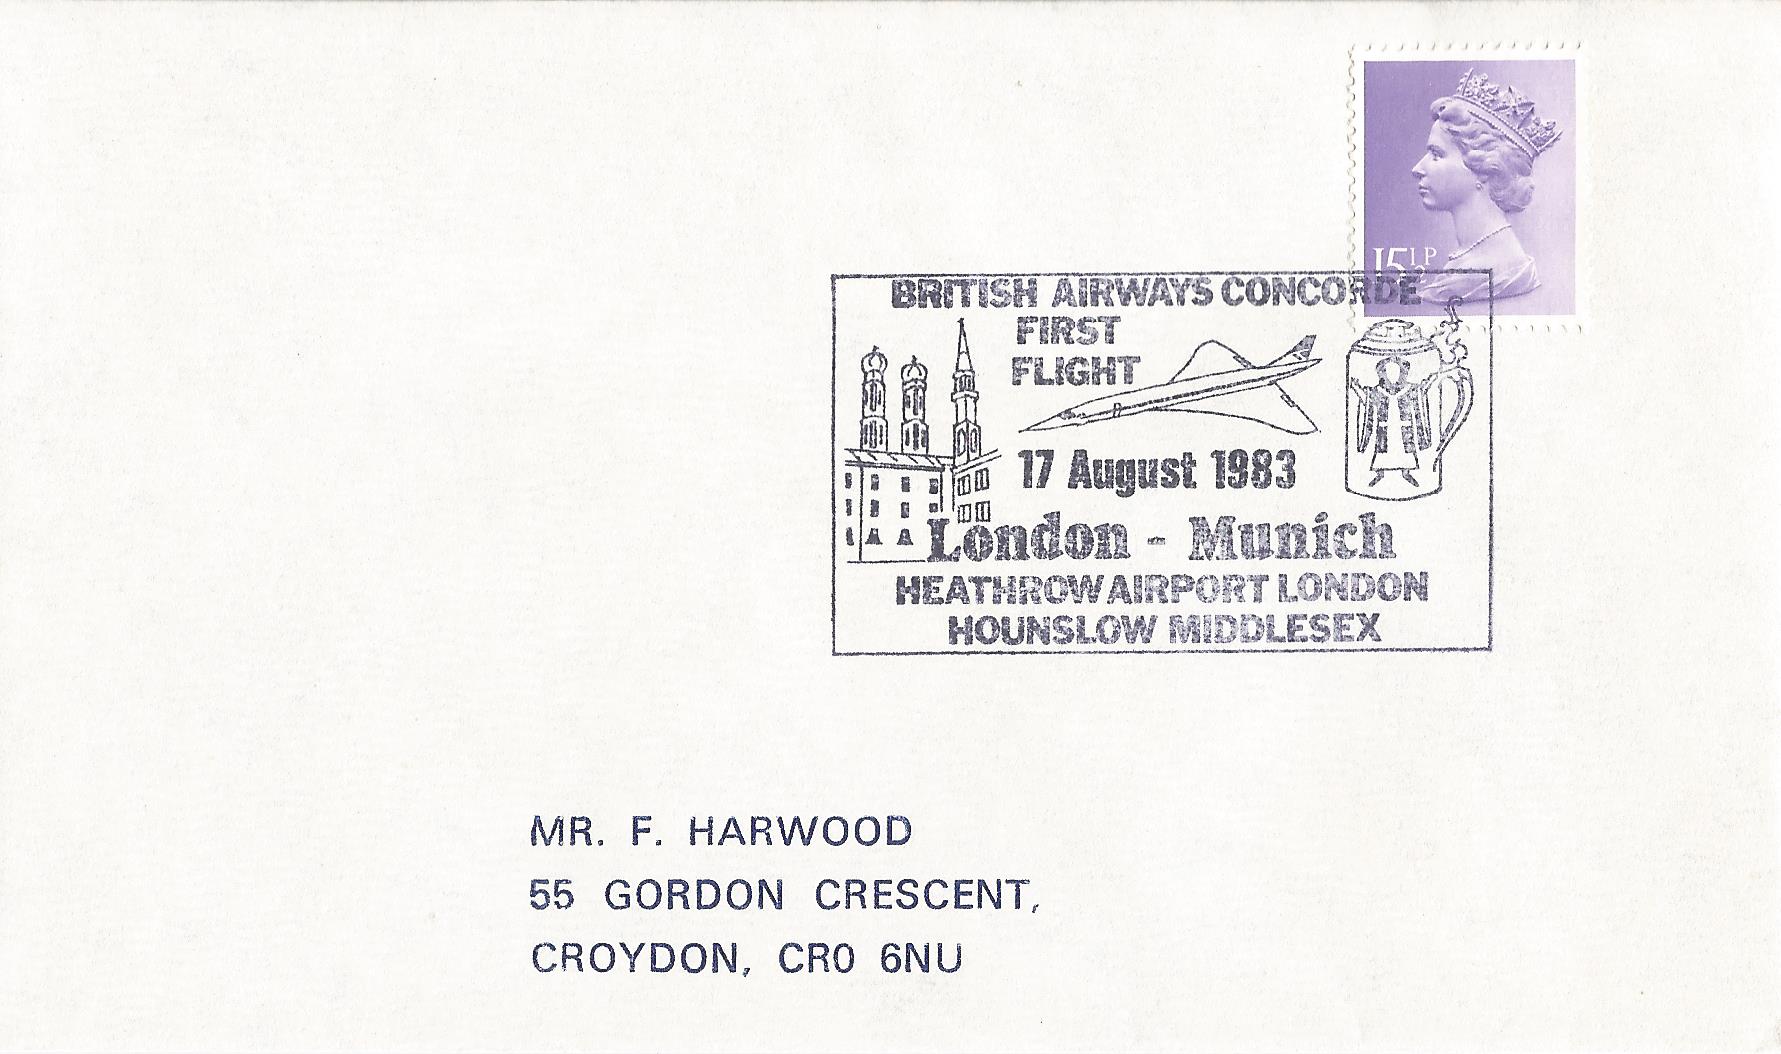 15½P
BRITISH AIRWAYS CONCORDE
FIRST
FLIGHT
17 August 1983
London - Munich
HEATHROW AIRPORT LONDON
HOUNSLOW MIDDLESEX
MR. F. HARWOOD
55 GORDON CRESCENT,
CROYDON, CR0 6NU